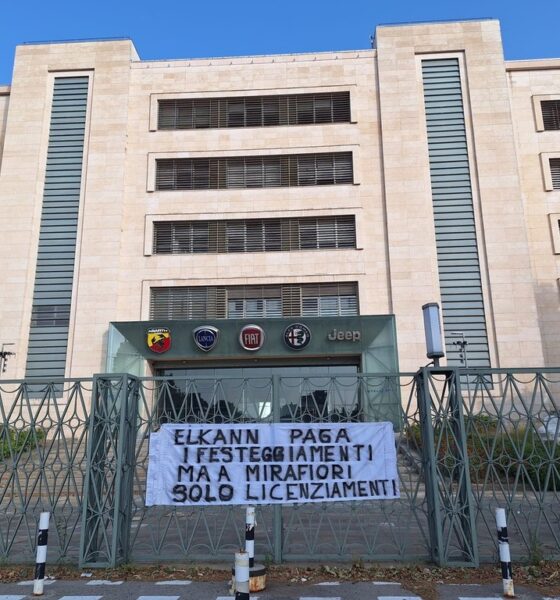 ABARTH
LANCIA
FIAT
Jeep
ELKANN PAGA
I FESTEGGIAMENTI
MA A MIRAFIORI
SOLO LICENZIAMENTI